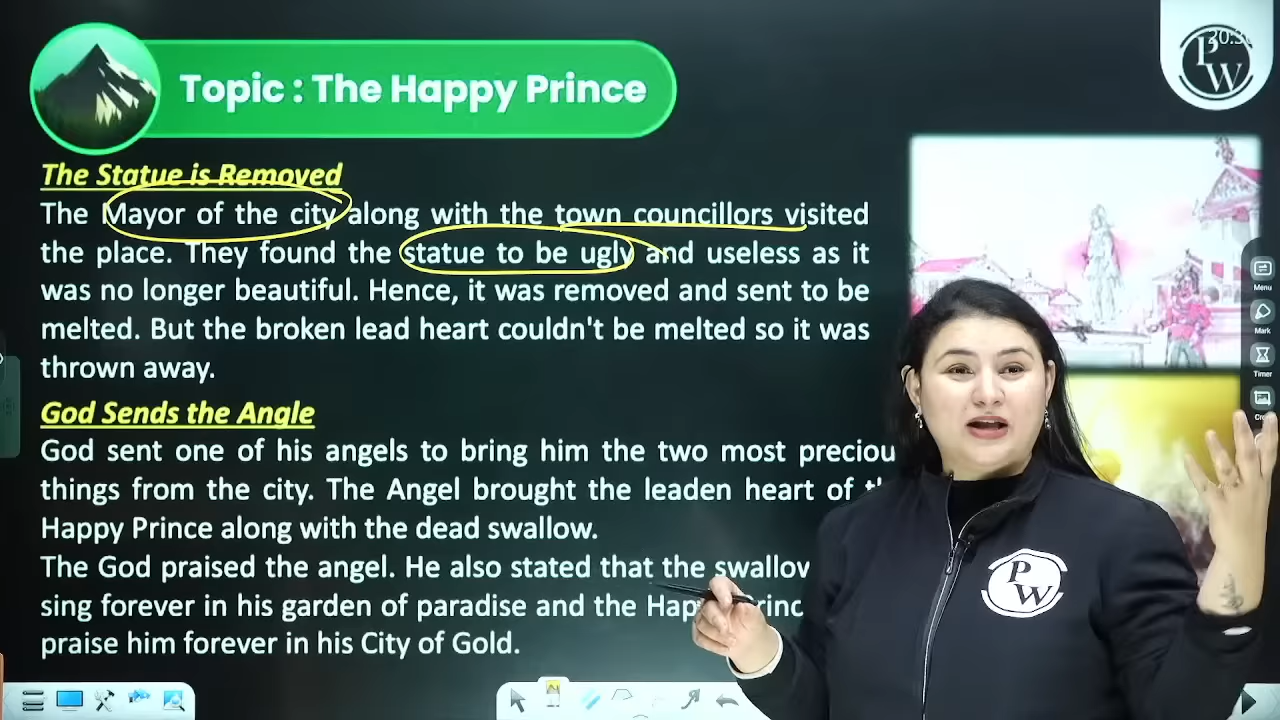 Topic : The Happy Prince
PW
The Statue is Removed
The Mayor of the city along with the town councillors visited
the place. They found the statue to be ugly and useless as it
was no longer beautiful. Hence, it was removed and sent to be
melted. But the broken lead heart couldn't be melted so it was
thrown away.
God Sends the Angle
God sent one of his angels to bring him the two most
things from the city. The Angel brought the leaden heart of
Happy Prince along with the dead swallow.
The God praised the angel. He also stated that the
sing forever in his garden of paradise and the
praise him forever in his City of Gold.
Menu
Mark
Timer
PW